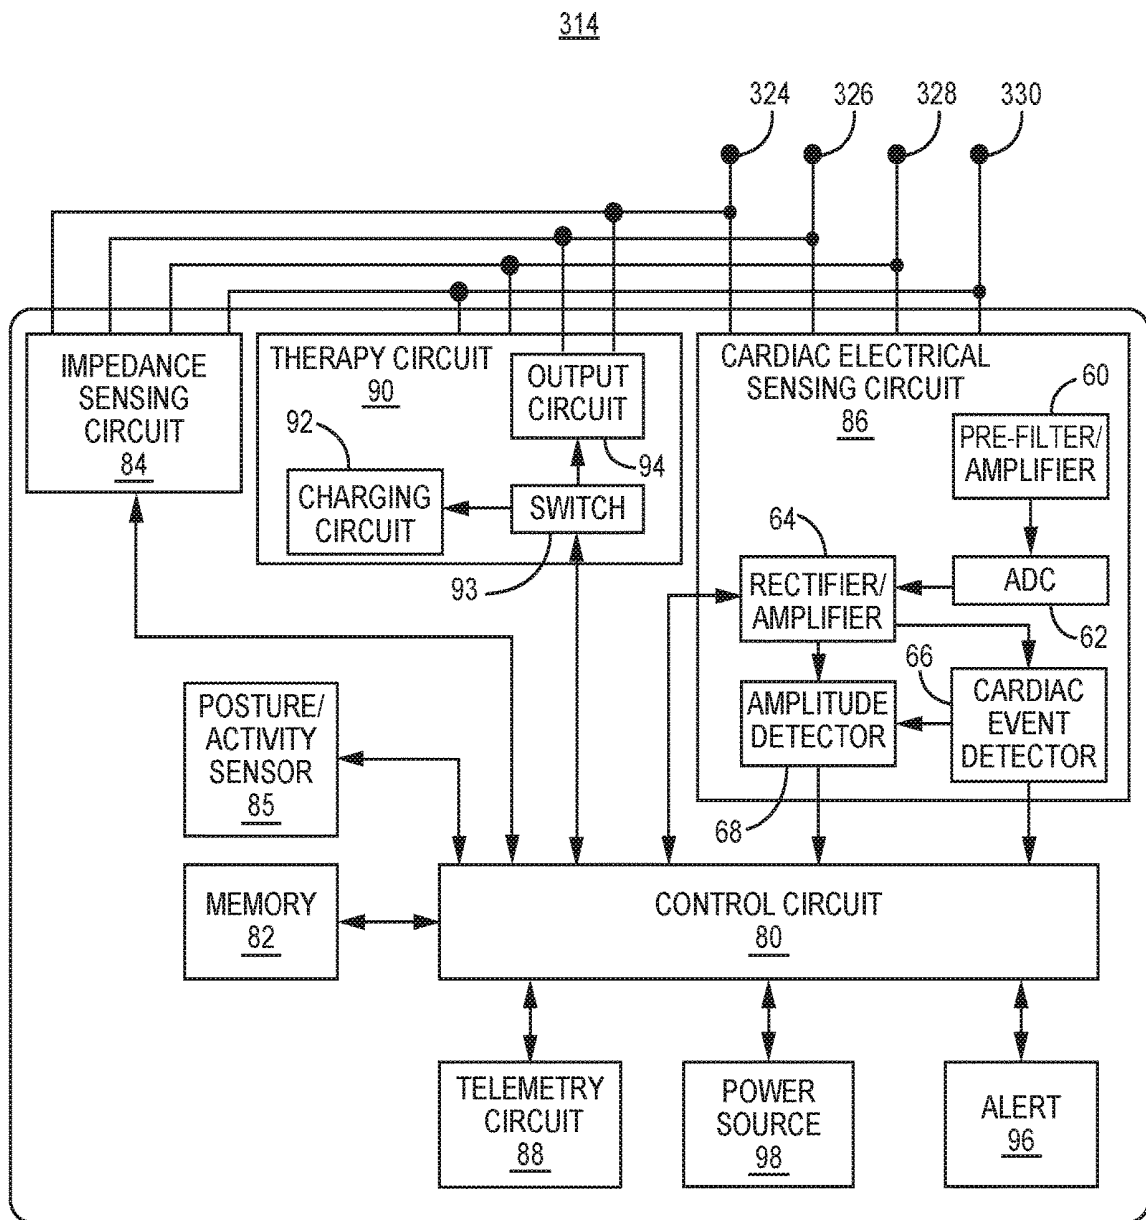 314
324
326
328
330
IMPEDANCE
SENSING
CIRCUIT
84
THERAPY CIRCUIT
90
OUTPUT
CIRCUIT
94
92
CHARGING
CIRCUIT
SWITCH
93
CARDIAC ELECTRICAL
SENSING CIRCUIT
86
60
PRE-FILTER/
AMPLIFIER
64
RECTIFIER/
AMPLIFIER
ADC
62
66
AMPLITUDE
DETECTOR
68
CARDIAC
EVENT
DETECTOR
POSTURE/
ACTIVITY
SENSOR
85
MEMORY
82
CONTROL CIRCUIT
80
TELEMETRY
CIRCUIT
88
POWER
SOURCE
98
ALERT
96